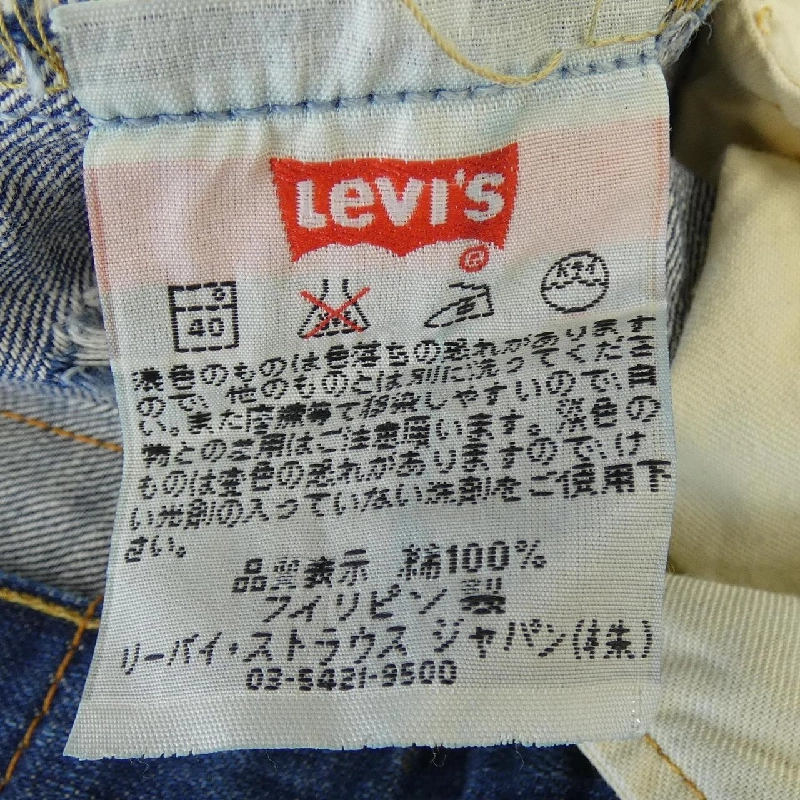 LEVI'S
®
40
ドライ
濃色のものは色落ちの恐れがあります
ので、他のものとは別に洗ってくださ
い。また摩擦等で移染しやすいので、白
物との着用はご注意願います。淡色の
ものは変色の恐れがありますので、け
い光剤の入っていない洗剤をご使用下
さい。
品質表示 綿100%
フィリピン製
リーバイ・ストラウス ジャパン(株)
03-5421-9500